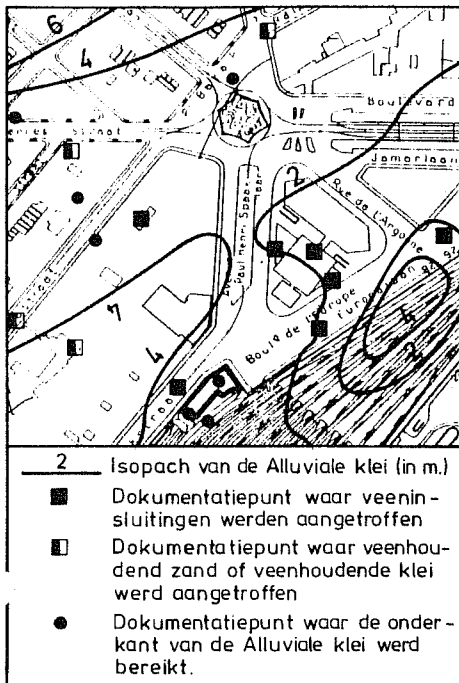 6
4
Boulevard
Jamarlaan
2
Rue de l'Argonne
Paul Henri Spaak
7
4
Boul. de l'Europe
Europalaan
4
2
2 Isopach van de Alluviale klei (in m.)
Dokumentatiepunt waar veenin-
sluitingen werden aangetroffen
Dokumentatiepunt waar veenhou-
dend zand of veenhoudende klei
werd aangetroffen
Dokumentatiepunt waar de onder-
kant van de Alluviale klei werd
bereikt.